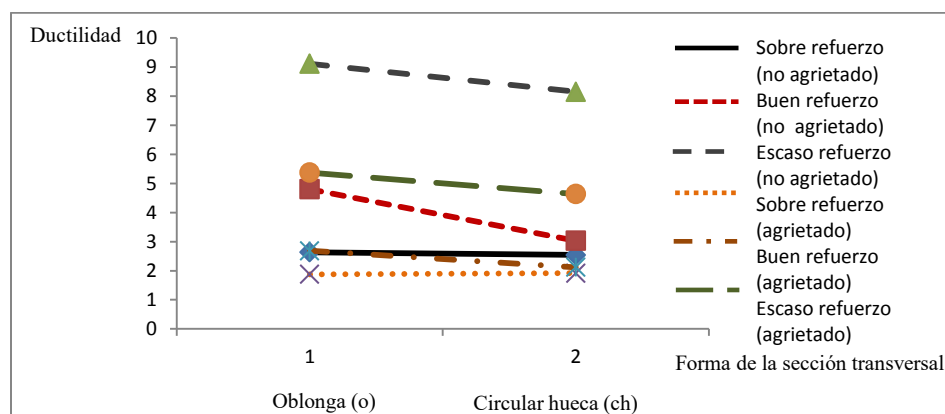 Ductilidad
10
9
8
7
6
5
4
3
2
1
0
1
2
Oblonga (o)
Circular hueca (ch)
Forma de la sección transversal
Sobre refuerzo
(no agrietado)
Buen refuerzo
(no agrietado)
Escaso refuerzo
(no agrietado)
Sobre refuerzo
(agrietado)
Buen refuerzo
(agrietado)
Escaso refuerzo
(agrietado)